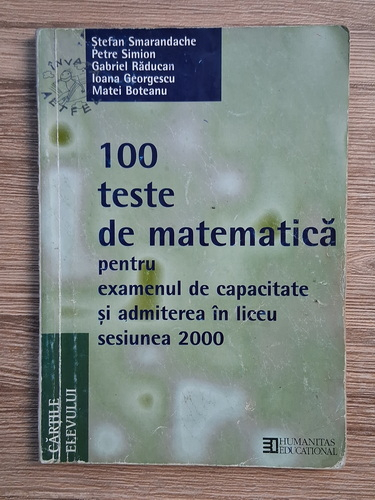 Ștefan Smarandache
Petre Simion
Gabriel Răducan
Ioana Georgescu
Matei Boteanu
100
teste
de matematică
pentru
examenul de capacitate
și admiterea în liceu
sesiunea 2000
CĂRȚILE
ELEVULUI
HUMANITAS
EDUCATIONAL